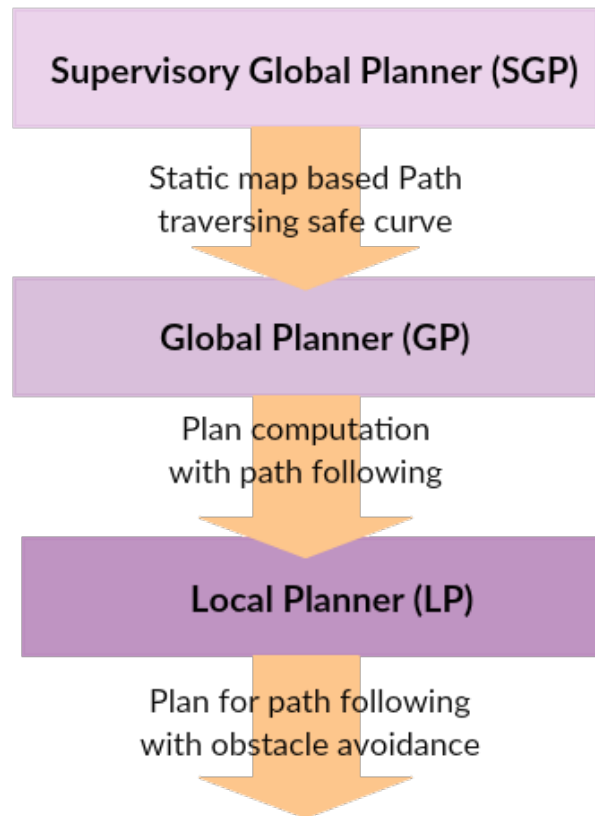 Supervisory Global Planner (SGP)
Static map based Path
traversing safe curve
Global Planner (GP)
Plan computation
with path following
Local Planner (LP)
Plan for path following
with obstacle avoidance